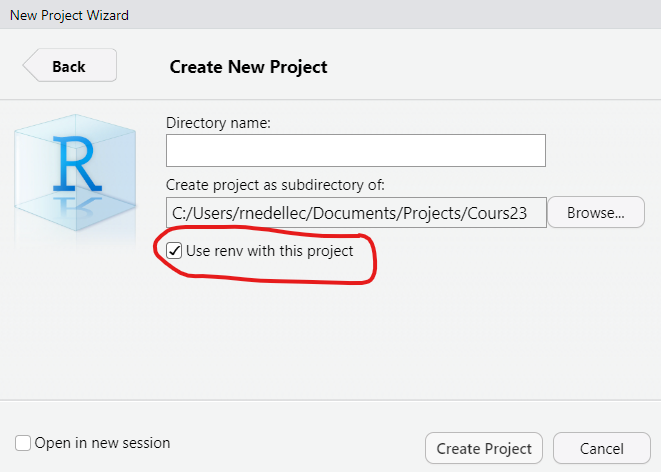 New Project Wizard
Back
Create New Project
R
Directory name:
Create project as subdirectory of:
C:/Users/rnedellec/Documents/Projects/Cours23
Browse...
Use renv with this project
Open in new session
Create Project
Cancel